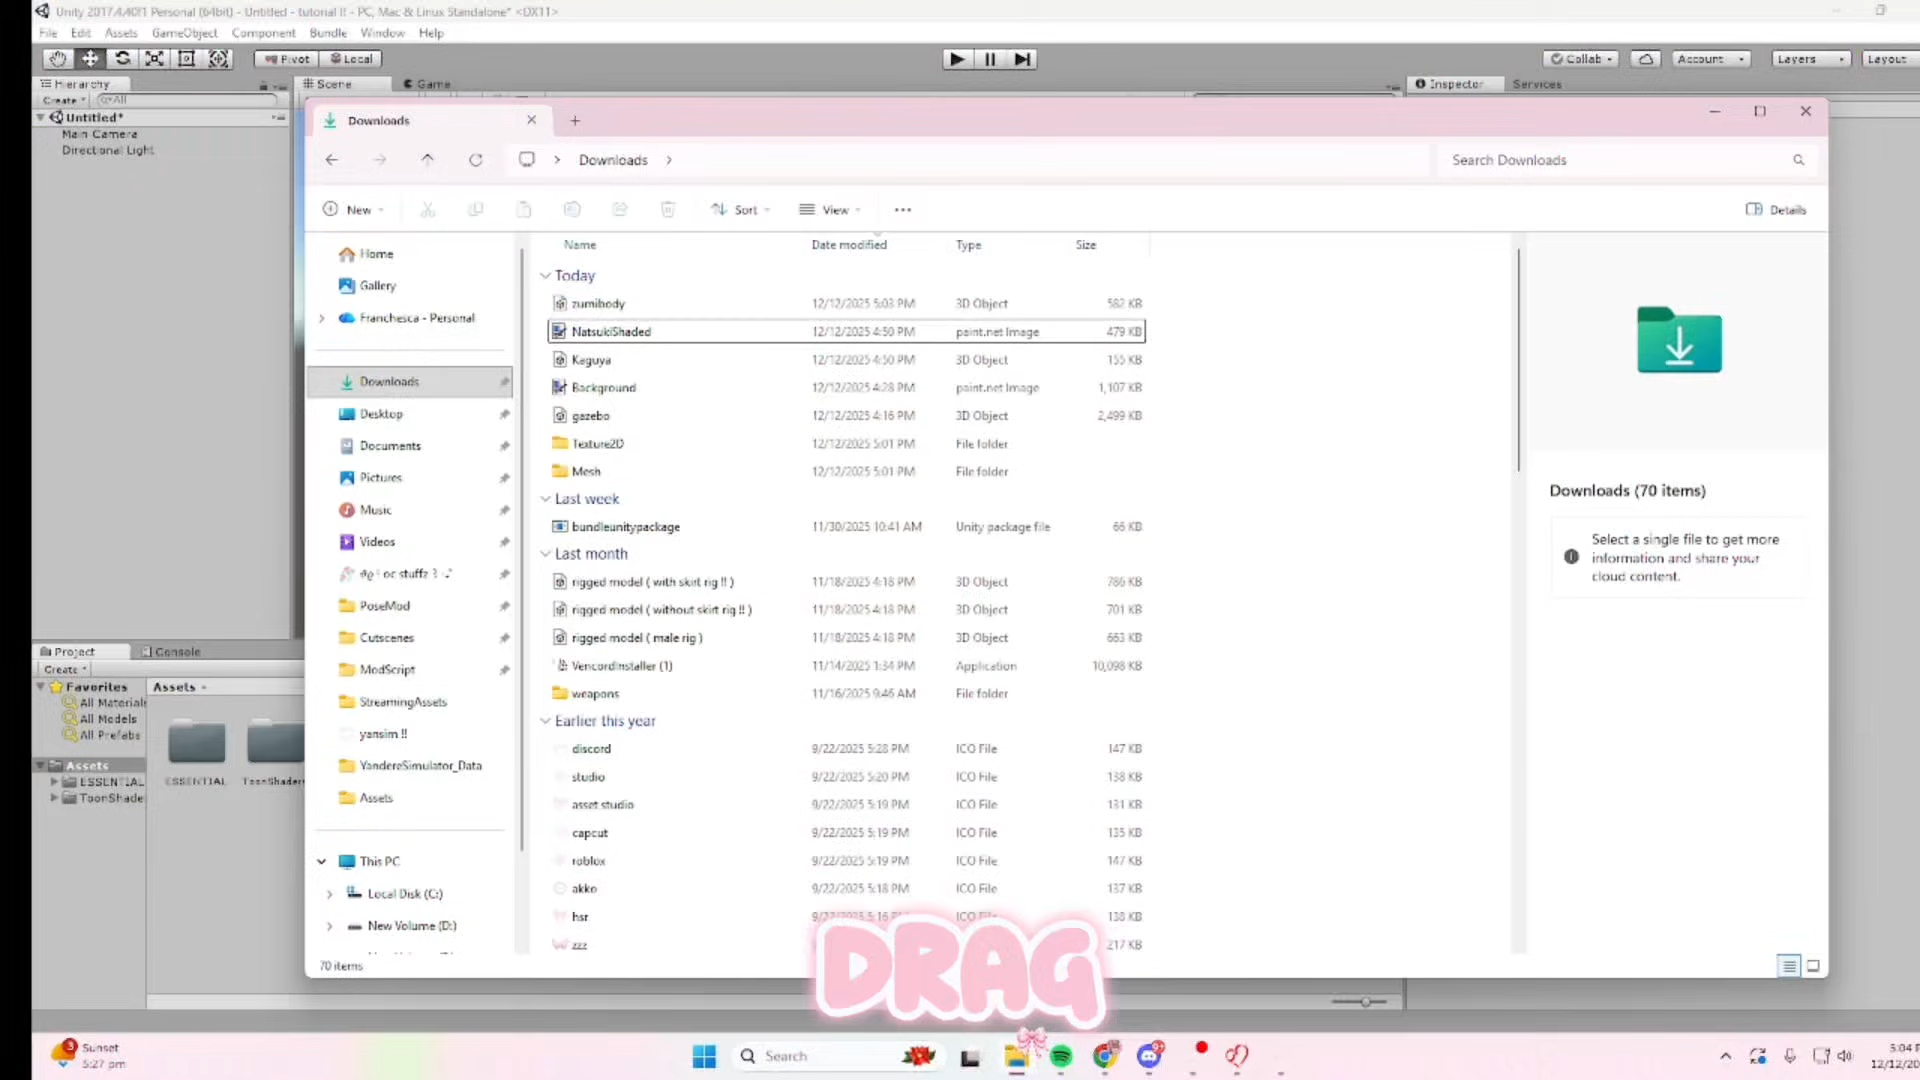 Unity 2017.4.40f1 Personal (64bit) - Untitled - tutorial !! - PC, Mac & Linux Standalone* <DX11>
File Edit Assets GameObject Component Bundle Window Help
Pivot Local Collab Account Layers Layout
Hierarchy Scene Game Inspector Services
Create All
Untitled*
Main Camera
Directional Light
Downloads
Downloads Search Downloads
New Sort View Details
Home
Gallery
Franchesca - Personal
Downloads
Desktop
Documents
Pictures
Music
Videos
oc stuffz
PoseMod
Cutscenes
ModScript
StreamingAssets
yansim !!
YandereSimulator_Data
Assets
This PC
Local Disk (C:)
New Volume (D:)
70 items
Name Date modified Type Size
Today
zumibody 12/12/2025 5:03 PM 3D Object 582 KB
NatsukiShaded 12/12/2025 4:50 PM paint.net Image 479 KB
Kaguya 12/12/2025 4:50 PM 3D Object 155 KB
Background 12/12/2025 4:28 PM paint.net Image 1,107 KB
gazebo 12/12/2025 4:16 PM 3D Object 2,499 KB
Texture2D 12/12/2025 5:01 PM File folder
Mesh 12/12/2025 5:01 PM File folder
Last week
bundleunitypackage 11/30/2025 10:41 AM Unity package file 66 KB
Last month
rigged model ( with skirt rig !! ) 11/18/2025 4:18 PM 3D Object 786 KB
rigged model ( without skirt rig !! ) 11/18/2025 4:18 PM 3D Object 701 KB
rigged model ( male rig ) 11/18/2025 4:18 PM 3D Object 663 KB
VencordInstaller (1) 11/14/2025 1:34 PM Application 10,098 KB
weapons 11/16/2025 9:46 AM File folder
Earlier this year
discord 9/22/2025 5:28 PM ICO File 147 KB
studio 9/22/2025 5:20 PM ICO File 138 KB
asset studio 9/22/2025 5:19 PM ICO File 131 KB
capcut 9/22/2025 5:19 PM ICO File 135 KB
roblox 9/22/2025 5:19 PM ICO File 147 KB
akko 9/22/2025 5:18 PM ICO File 137 KB
hsr 9/22/2025 5:16 PM ICO File 138 KB
zzz 217 KB
Downloads (70 items)
Select a single file to get more
information and share your
cloud content.
Project Console
Create
Favorites Assets
All Materials
All Models
All Prefabs
Assets
ESSENTIAL
ToonShade
ESSENTIAL ToonShader
DRAG
3
Sunset
5:27 pm
Search
5:04 P
12/12/20